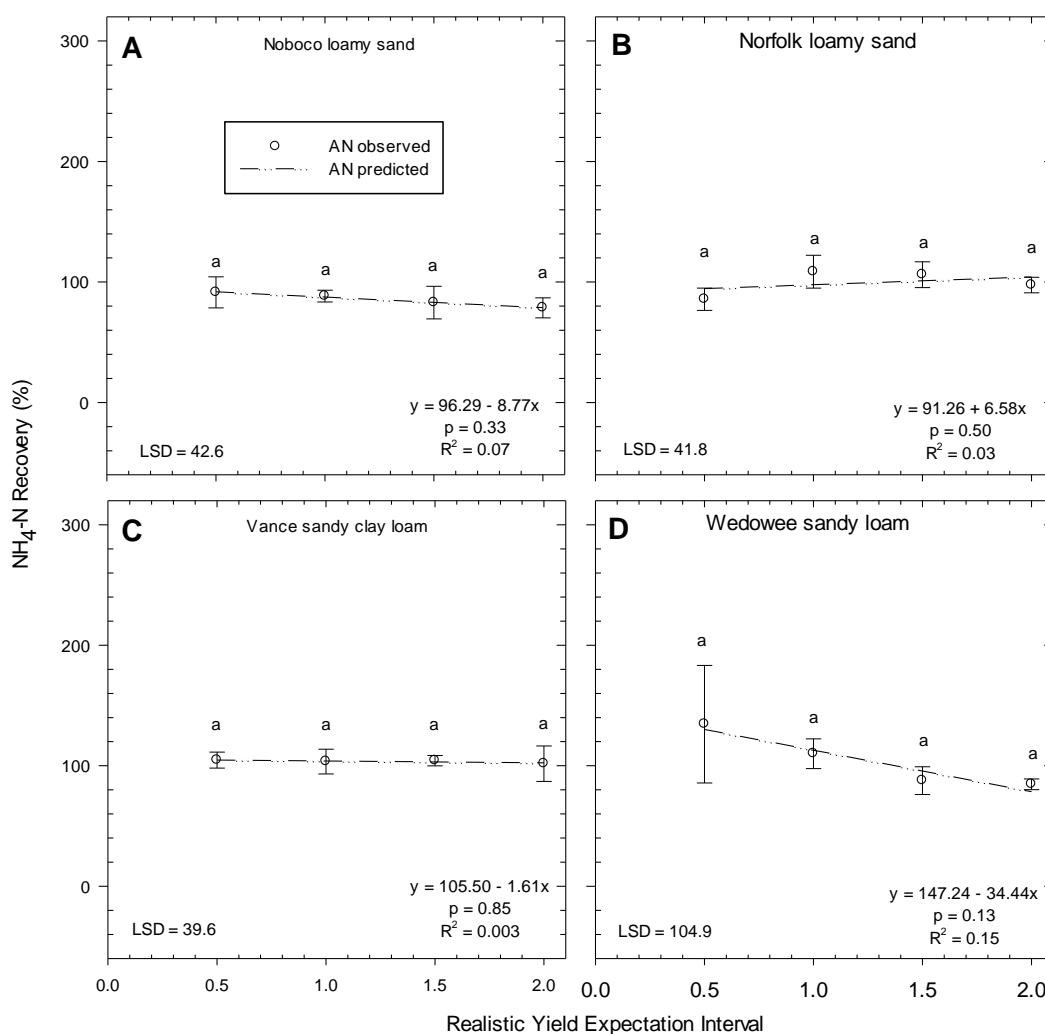 A
Noboco loamy sand
300
200
100
0
AN observed
AN predicted
a
a
a
a
y = 96.29 - 8.77x
p = 0.33
R² = 0.07
LSD = 42.6
B
Norfolk loamy sand
a
a
a
a
y = 91.26 + 6.58x
p = 0.50
R² = 0.03
LSD = 41.8
NH₄-N Recovery (%)
C
Vance sandy clay loam
300
200
100
0
a
a
a
a
y = 105.50 - 1.61x
p = 0.85
R² = 0.003
LSD = 39.6
0.0 0.5 1.0 1.5 2.0
D
Wedowee sandy loam
a
a
a
a
y = 147.24 - 34.44x
p = 0.13
R² = 0.15
LSD = 104.9
0.0 0.5 1.0 1.5 2.0
Realistic Yield Expectation Interval